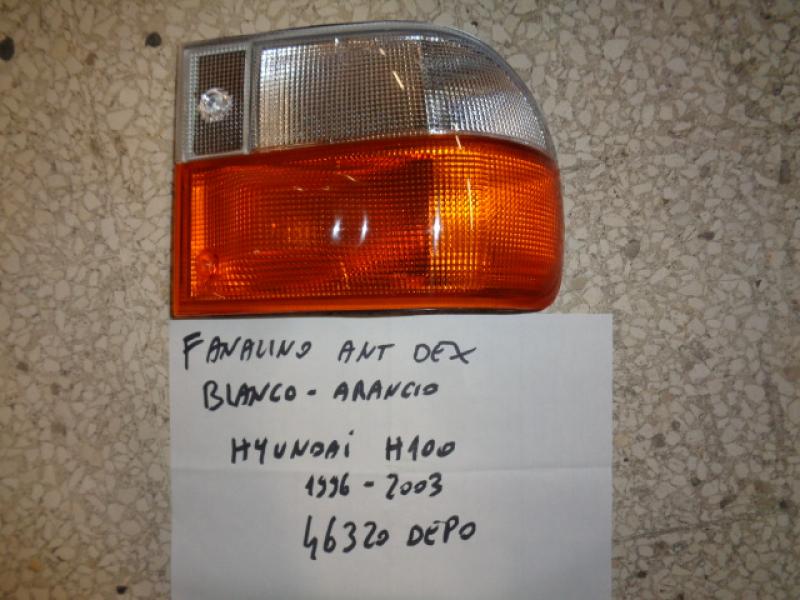 FANALINO ANT DEX
BIANCO - ARANCIO
HYUNDAI H100
1996 - 2003
46320 DEPO